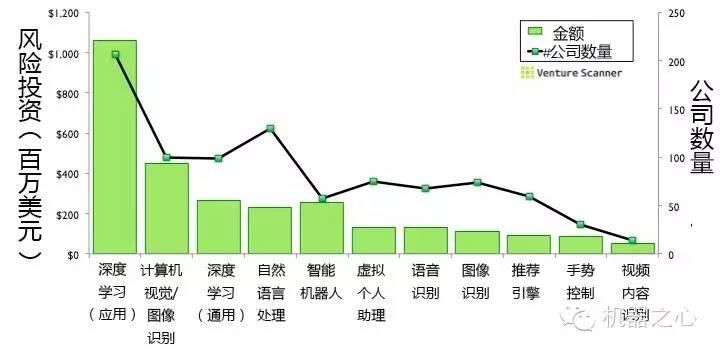 风险投资（百万美元）
$1,200
$1,000
$800
$600
$400
$200
$0
250
200
150
100
50
0
公司数量
金额
#公司数量
Venture Scanner
深度
学习
（应用）
计算机
视觉/
图像
识别
深度
学习
（通用）
自然
语言
处理
智能
机器人
虚拟
个人
助理
语音
识别
图像
识别
推荐
引擎
手势
控制
视频
内容
识别
机器之心